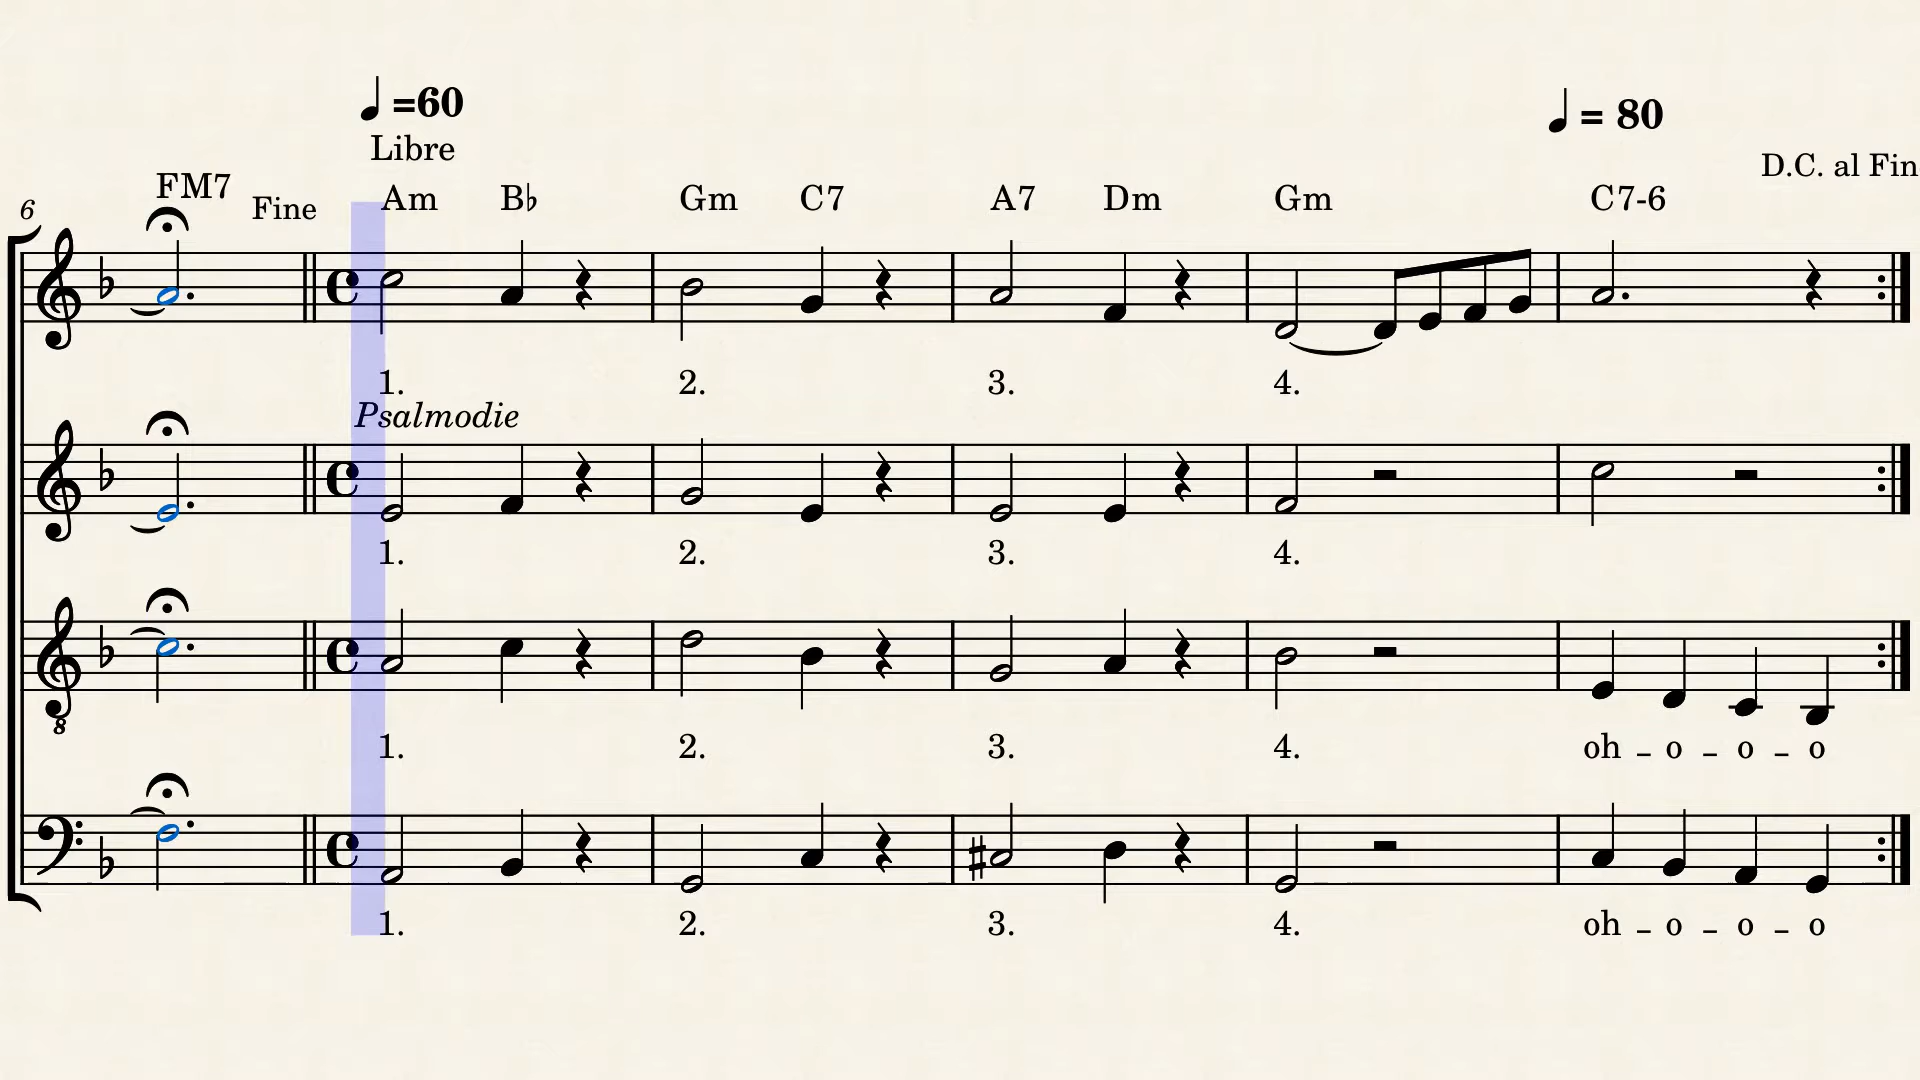 ♩ =60
♩ = 80
Libre
D.C. al Fin
6 FM7 Fine Am B♭ Gm C7 A7 Dm Gm C7-6
1. 2. 3. 4.
Psalmodie
1. 2. 3. 4.
8
1. 2. 3. 4. oh – o – o – o
1. 2. 3. 4. oh – o – o – o